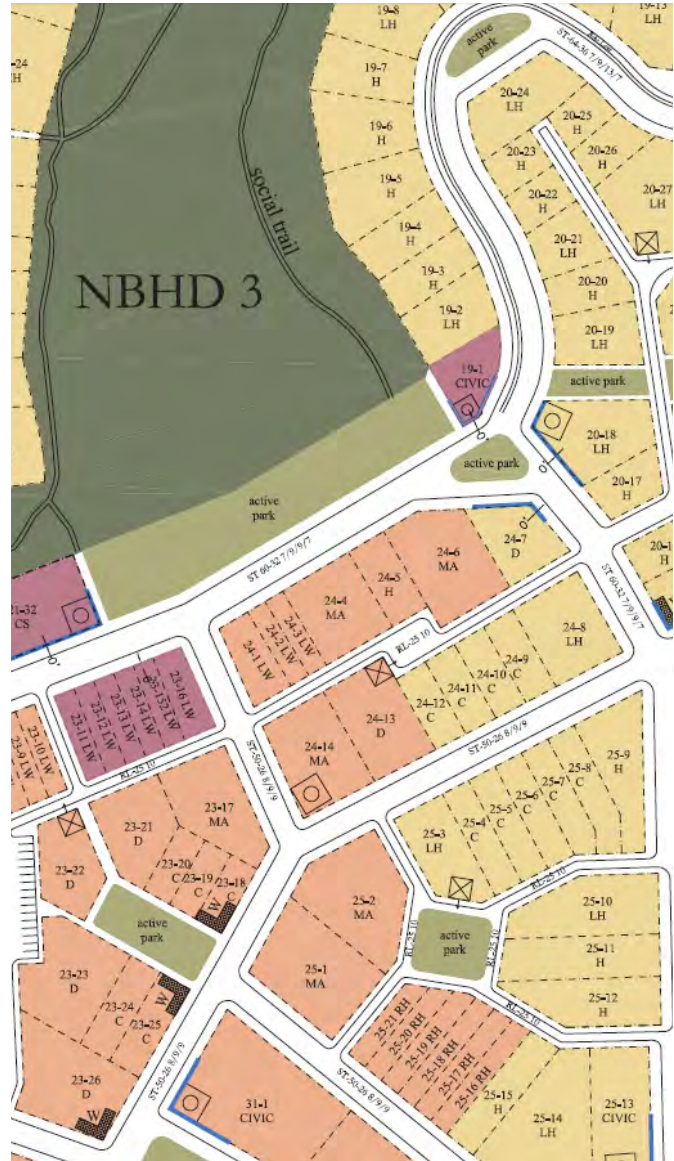 19-8
LH
19-13
LH
active
park
ST-64-36 7/9/13/7
19-7
H
20-24
LH
20-25
H
19-6
H
20-23
H
20-26
H
19-5
H
20-22
H
20-27
LH
social trail
19-4
H
20-21
LH
19-3
H
20-20
H
NBHD 3
19-2
LH
20-19
LH
19-1
CIVIC
active park
0'
20-18
LH
active park
0'
20-17
H
active
park
0'
24-7
D
24-6
MA
ST 60-32 7/9/9/7
24-5
H
24-4
MA
ST 60-32 7/9/9/7
21-32
CS
0'
24-3 LW
24-2 LW
24-1 LW
RL-25 10
24-8
LH
24-9
C
24-10
C
24-11
C
24-12
C
23-16 LW
23-14 LW
23-13 LW
23-12 LW
23-11 LW
24-13
D
24-14
MA
23-10 LW
23-9 LW
RL-25 10
ST-50-26 8/9/9
ST-50-26 8/9/9
25-9
H
25-8
C
25-7
C
25-6
C
25-5
C
25-4
C
25-3
LH
23-17
MA
23-21
D
23-20
C
23-19
C
23-18
C
W
23-22
D
RL-25 10
25-2
MA
25-10
LH
active
park
active
park
RL-25 10
RL-25 10
25-11
H
25-1
MA
23-23
D
23-24
C
23-25
C
W
25-12
H
RL-25 10
25-21 RH
25-20 RH
25-19 RH
25-18 RH
25-17 RH
25-16 RH
23-26
D
W
ST-50-26 8/9/9
ST-50-26 8/9/9
31-1
CIVIC
25-15
H
25-14
LH
25-13
CIVIC